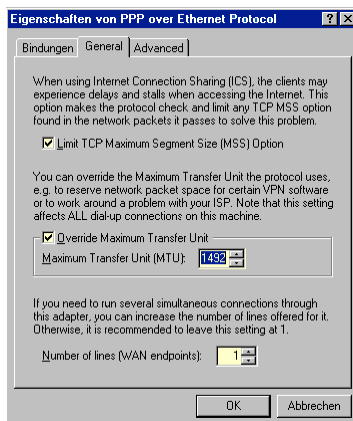 Eigenschaften von PPP over Ethernet Protocol
Bindungen General Advanced
When using Internet Connection Sharing (ICS), the clients may
experience delays and stalls when accessing the Internet. This
option makes the protocol check and limit any TCP MSS option
found in the network packets it passes to solve this problem.
Limit TCP Maximum Segment Size (MSS) Option
You can override the Maximum Transfer Unit the protocol uses,
e.g. to reserve network packet space for certain VPN software
or to work around a problem with your ISP. Note that this setting
affects ALL dial-up connections on this machine.
Override Maximum Transfer Unit
Maximum Transfer Unit (MTU): 1492
If you need to run several simultaneous connections through
this adapter, you can increase the number of lines offered for it.
Otherwise, it is recommended to leave this setting at 1.
Number of lines (WAN endpoints): 1
OK Abbrechen